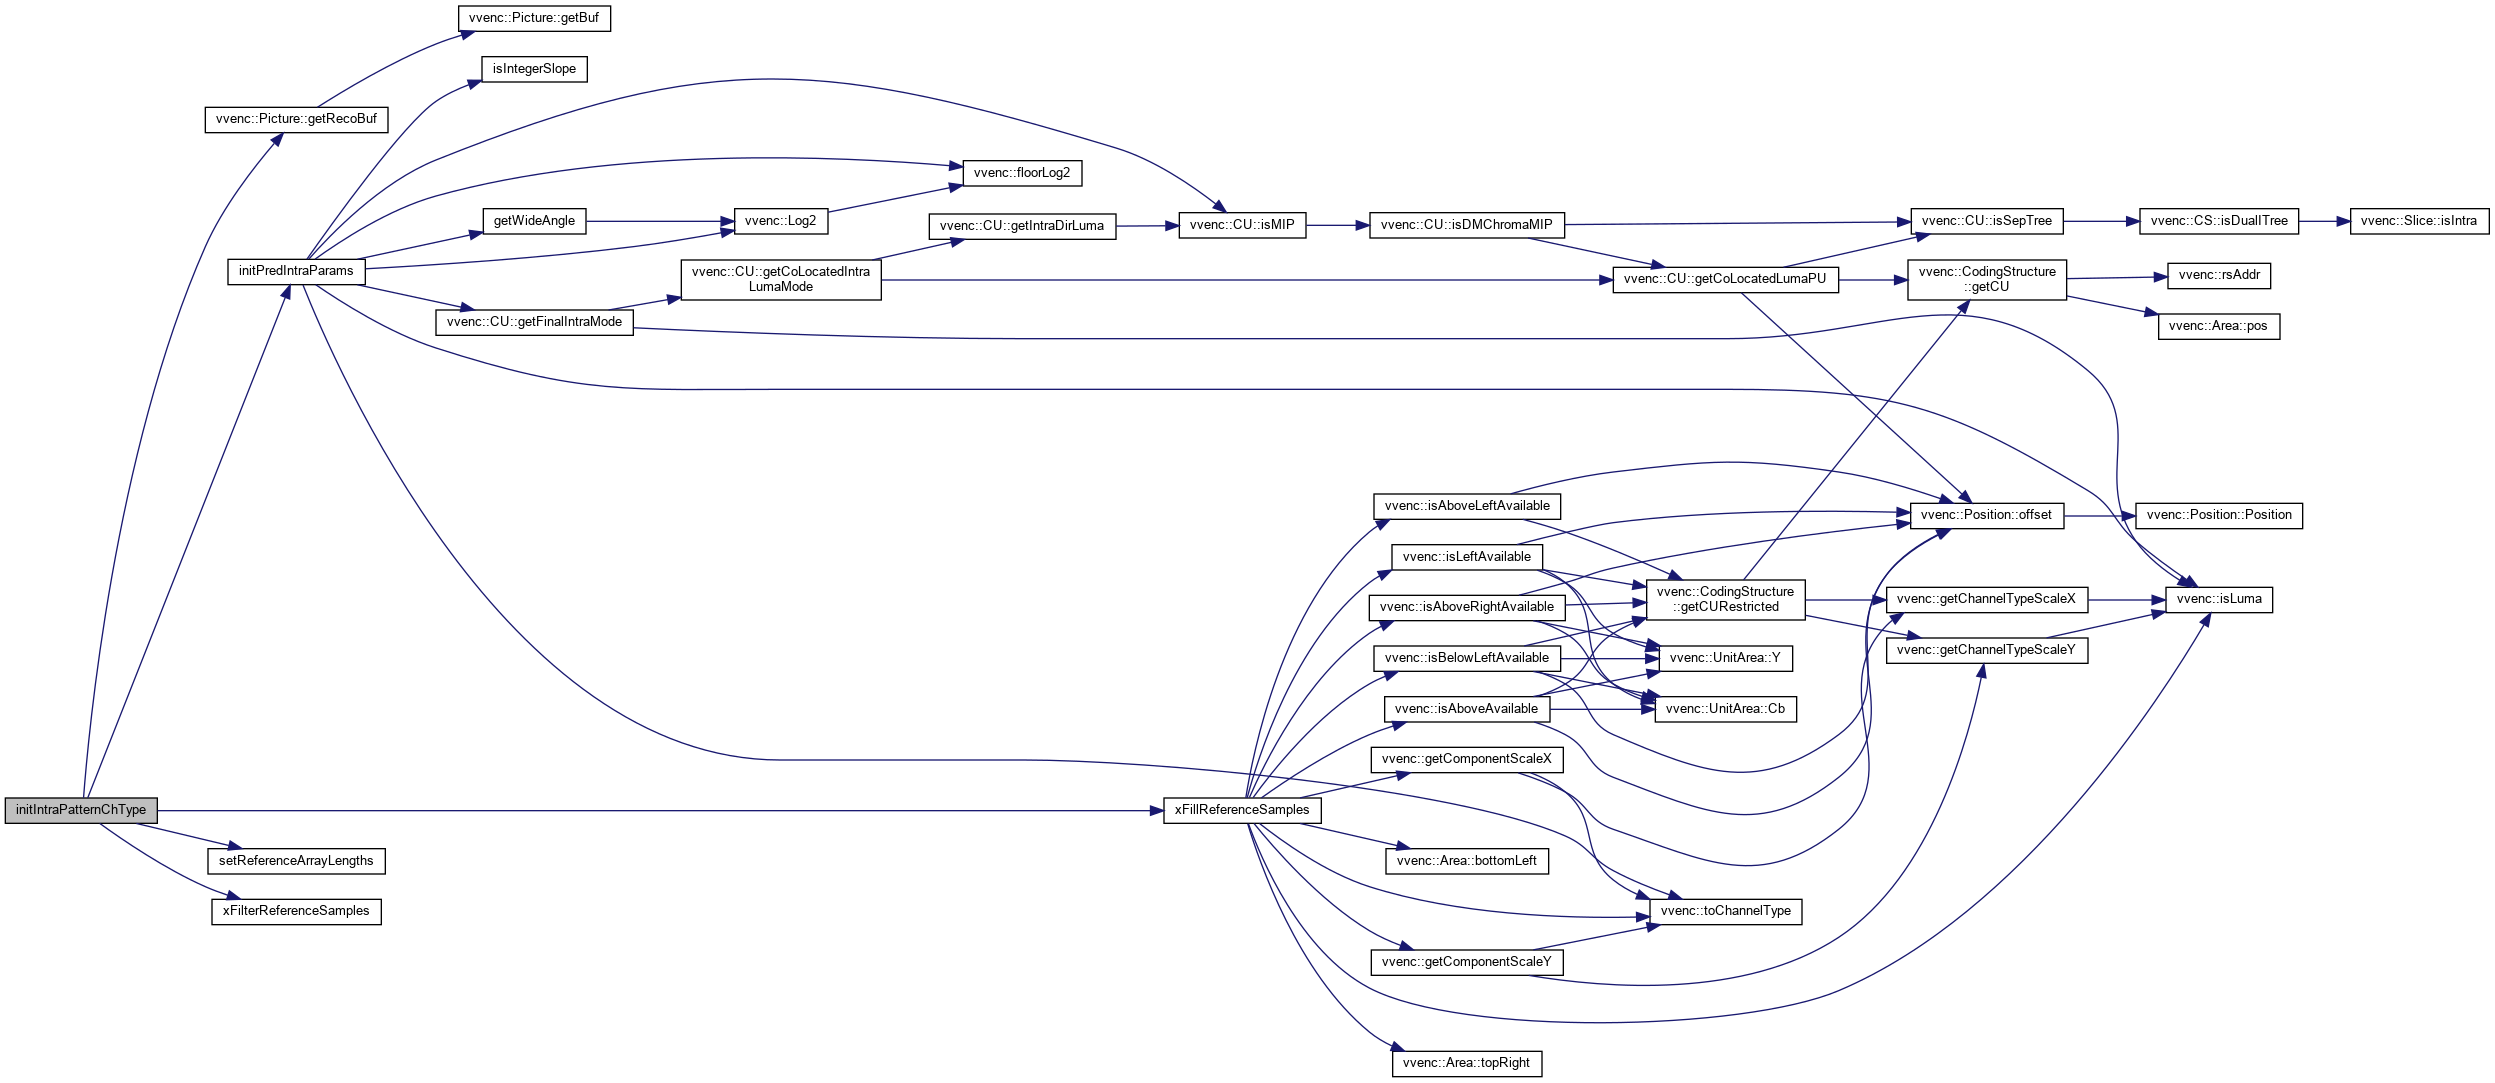 vvenc::Picture::getBuf
isIntegerSlope
vvenc::Picture::getRecoBuf
vvenc::floorLog2
getWideAngle
vvenc::Log2
vvenc::CU::getIntraDirLuma
vvenc::CU::isMIP
vvenc::CU::isDMChromaMIP
vvenc::CU::isSepTree
vvenc::CS::isDualITree
vvenc::Slice::isIntra
initPredIntraParams
vvenc::CU::getCoLocatedIntra
LumaMode
vvenc::CU::getCoLocatedLumaPU
vvenc::CodingStructure
::getCU
vvenc::rsAddr
vvenc::CU::getFinalIntraMode
vvenc::Area::pos
vvenc::isAboveLeftAvailable
vvenc::Position::offset
vvenc::Position::Position
vvenc::isLeftAvailable
vvenc::isAboveRightAvailable
vvenc::CodingStructure
::getCURestricted
vvenc::getChannelTypeScaleX
vvenc::isLuma
vvenc::isBelowLeftAvailable
vvenc::UnitArea::Y
vvenc::getChannelTypeScaleY
vvenc::isAboveAvailable
vvenc::UnitArea::Cb
vvenc::getComponentScaleX
initIntraPatternChType
xFillReferenceSamples
setReferenceArrayLengths
vvenc::Area::bottomLeft
xFilterReferenceSamples
vvenc::toChannelType
vvenc::getComponentScaleY
vvenc::Area::topRight